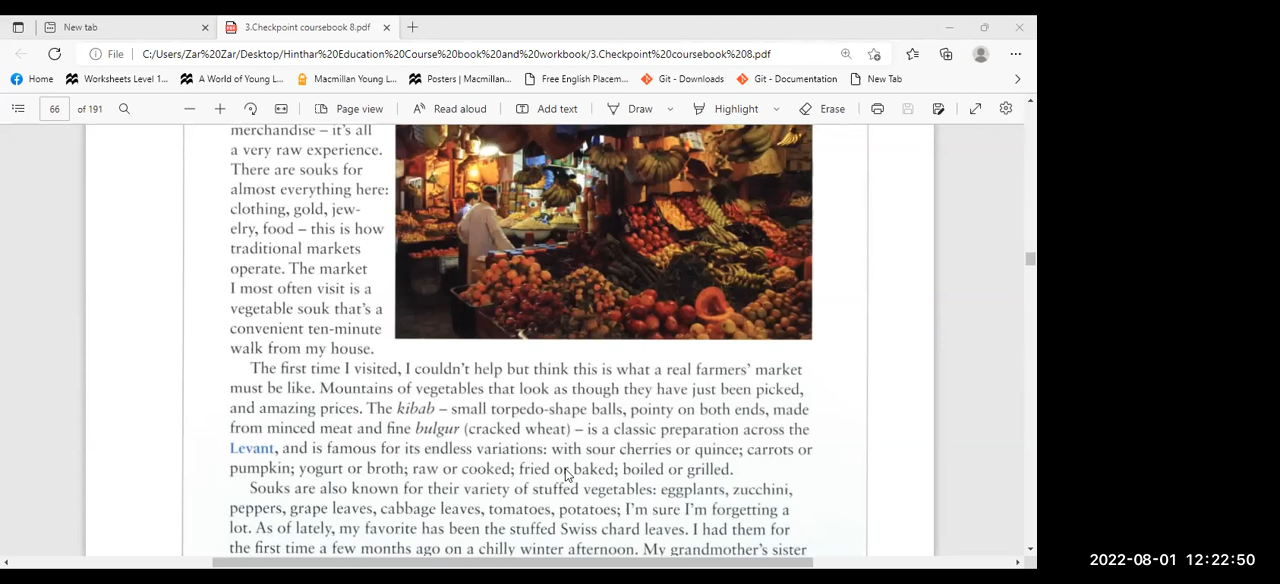 New tab
3.Checkpoint coursebook 8.pdf
File
C:/Users/Zar%20Zar/Desktop/Hinthar%20Education%20Course%20book%20and%20workbook/3.Checkpoint%20coursebook%208.pdf
Home
Worksheets Level 1...
A World of Young L...
Macmillan Young L...
Posters | Macmillan...
Free English Placem...
Git - Downloads
Git - Documentation
New Tab
66 of 191
Page view
Read aloud
Add text
Draw
Highlight
Erase
merchandise – it's all
a very raw experience.
There are souks for
almost everything here:
clothing, gold, jew-
elry, food – this is how
traditional markets
operate. The market
I most often visit is a
vegetable souk that's a
convenient ten-minute
walk from my house.
The first time I visited, I couldn't help but think this is what a real farmers' market
must be like. Mountains of vegetables that look as though they have just been picked,
and amazing prices. The kibab – small torpedo-shape balls, pointy on both ends, made
from minced meat and fine bulgur (cracked wheat) – is a classic preparation across the
Levant, and is famous for its endless variations: with sour cherries or quince; carrots or
pumpkin; yogurt or broth; raw or cooked; fried or baked; boiled or grilled.
Souks are also known for their variety of stuffed vegetables: eggplants, zucchini,
peppers, grape leaves, cabbage leaves, tomatoes, potatoes; I'm sure I'm forgetting a
lot. As of lately, my favorite has been the stuffed Swiss chard leaves. I had them for
the first time a few months ago on a chilly winter afternoon. My grandmother's sister
2022-08-01 12:22:50